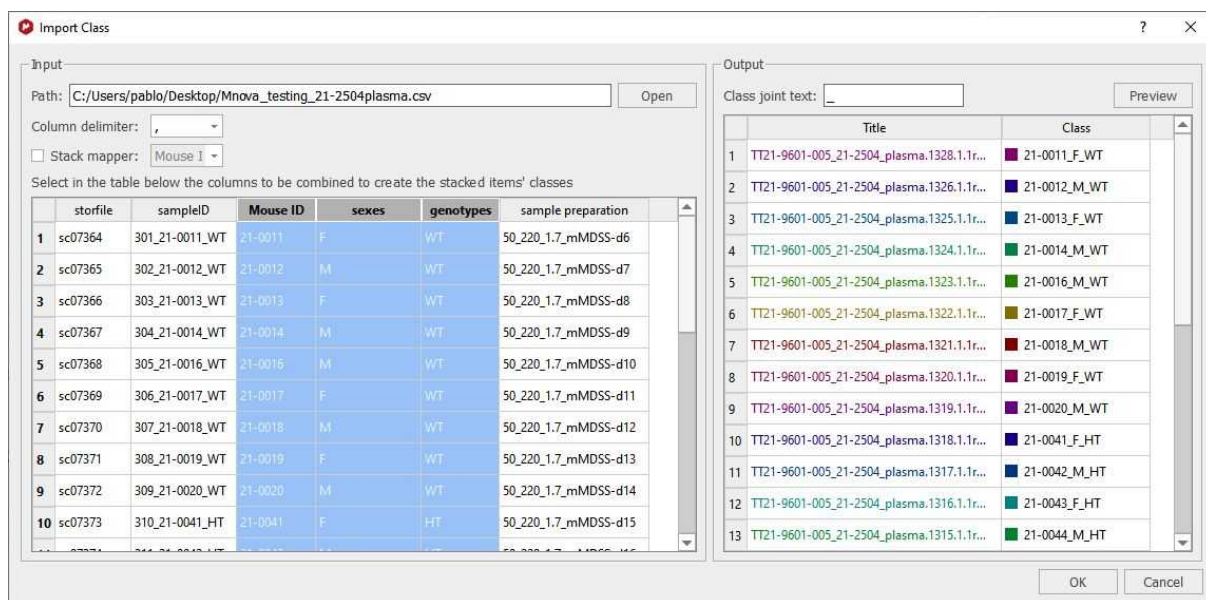 Import Class
? X
Input
Path: C:/Users/pablo/Desktop/Mnova_testing_21-2504plasma.csv Open
Column delimiter: ,
Stack mapper: Mouse I
Select in the table below the columns to be combined to create the stacked items' classes
storfile sampleID Mouse ID sexes genotypes sample preparation
1 sc07364 301_21-0011_WT 21-0011 F WT 50_220_1.7_mMDSS-d6
2 sc07365 302_21-0012_WT 21-0012 M WT 50_220_1.7_mMDSS-d7
3 sc07366 303_21-0013_WT 21-0013 F WT 50_220_1.7_mMDSS-d8
4 sc07367 304_21-0014_WT 21-0014 M WT 50_220_1.7_mMDSS-d9
5 sc07368 305_21-0016_WT 21-0016 M WT 50_220_1.7_mMDSS-d10
6 sc07369 306_21-0017_WT 21-0017 F WT 50_220_1.7_mMDSS-d11
7 sc07370 307_21-0018_WT 21-0018 M WT 50_220_1.7_mMDSS-d12
8 sc07371 308_21-0019_WT 21-0019 F WT 50_220_1.7_mMDSS-d13
9 sc07372 309_21-0020_WT 21-0020 M WT 50_220_1.7_mMDSS-d14
10 sc07373 310_21-0041_HT 21-0041 F HT 50_220_1.7_mMDSS-d15
Output
Class joint text: _ Preview
Title Class
1 TT21-9601-005_21-2504_plasma.1328.1.1r... 21-0011_F_WT
2 TT21-9601-005_21-2504_plasma.1326.1.1r... 21-0012_M_WT
3 TT21-9601-005_21-2504_plasma.1325.1.1r... 21-0013_F_WT
4 TT21-9601-005_21-2504_plasma.1324.1.1r... 21-0014_M_WT
5 TT21-9601-005_21-2504_plasma.1323.1.1r... 21-0016_M_WT
6 TT21-9601-005_21-2504_plasma.1322.1.1r... 21-0017_F_WT
7 TT21-9601-005_21-2504_plasma.1321.1.1r... 21-0018_M_WT
8 TT21-9601-005_21-2504_plasma.1320.1.1r... 21-0019_F_WT
9 TT21-9601-005_21-2504_plasma.1319.1.1r... 21-0020_M_WT
10 TT21-9601-005_21-2504_plasma.1318.1.1r... 21-0041_F_HT
11 TT21-9601-005_21-2504_plasma.1317.1.1r... 21-0042_M_HT
12 TT21-9601-005_21-2504_plasma.1316.1.1r... 21-0043_F_HT
13 TT21-9601-005_21-2504_plasma.1315.1.1r... 21-0044_M_HT
OK Cancel